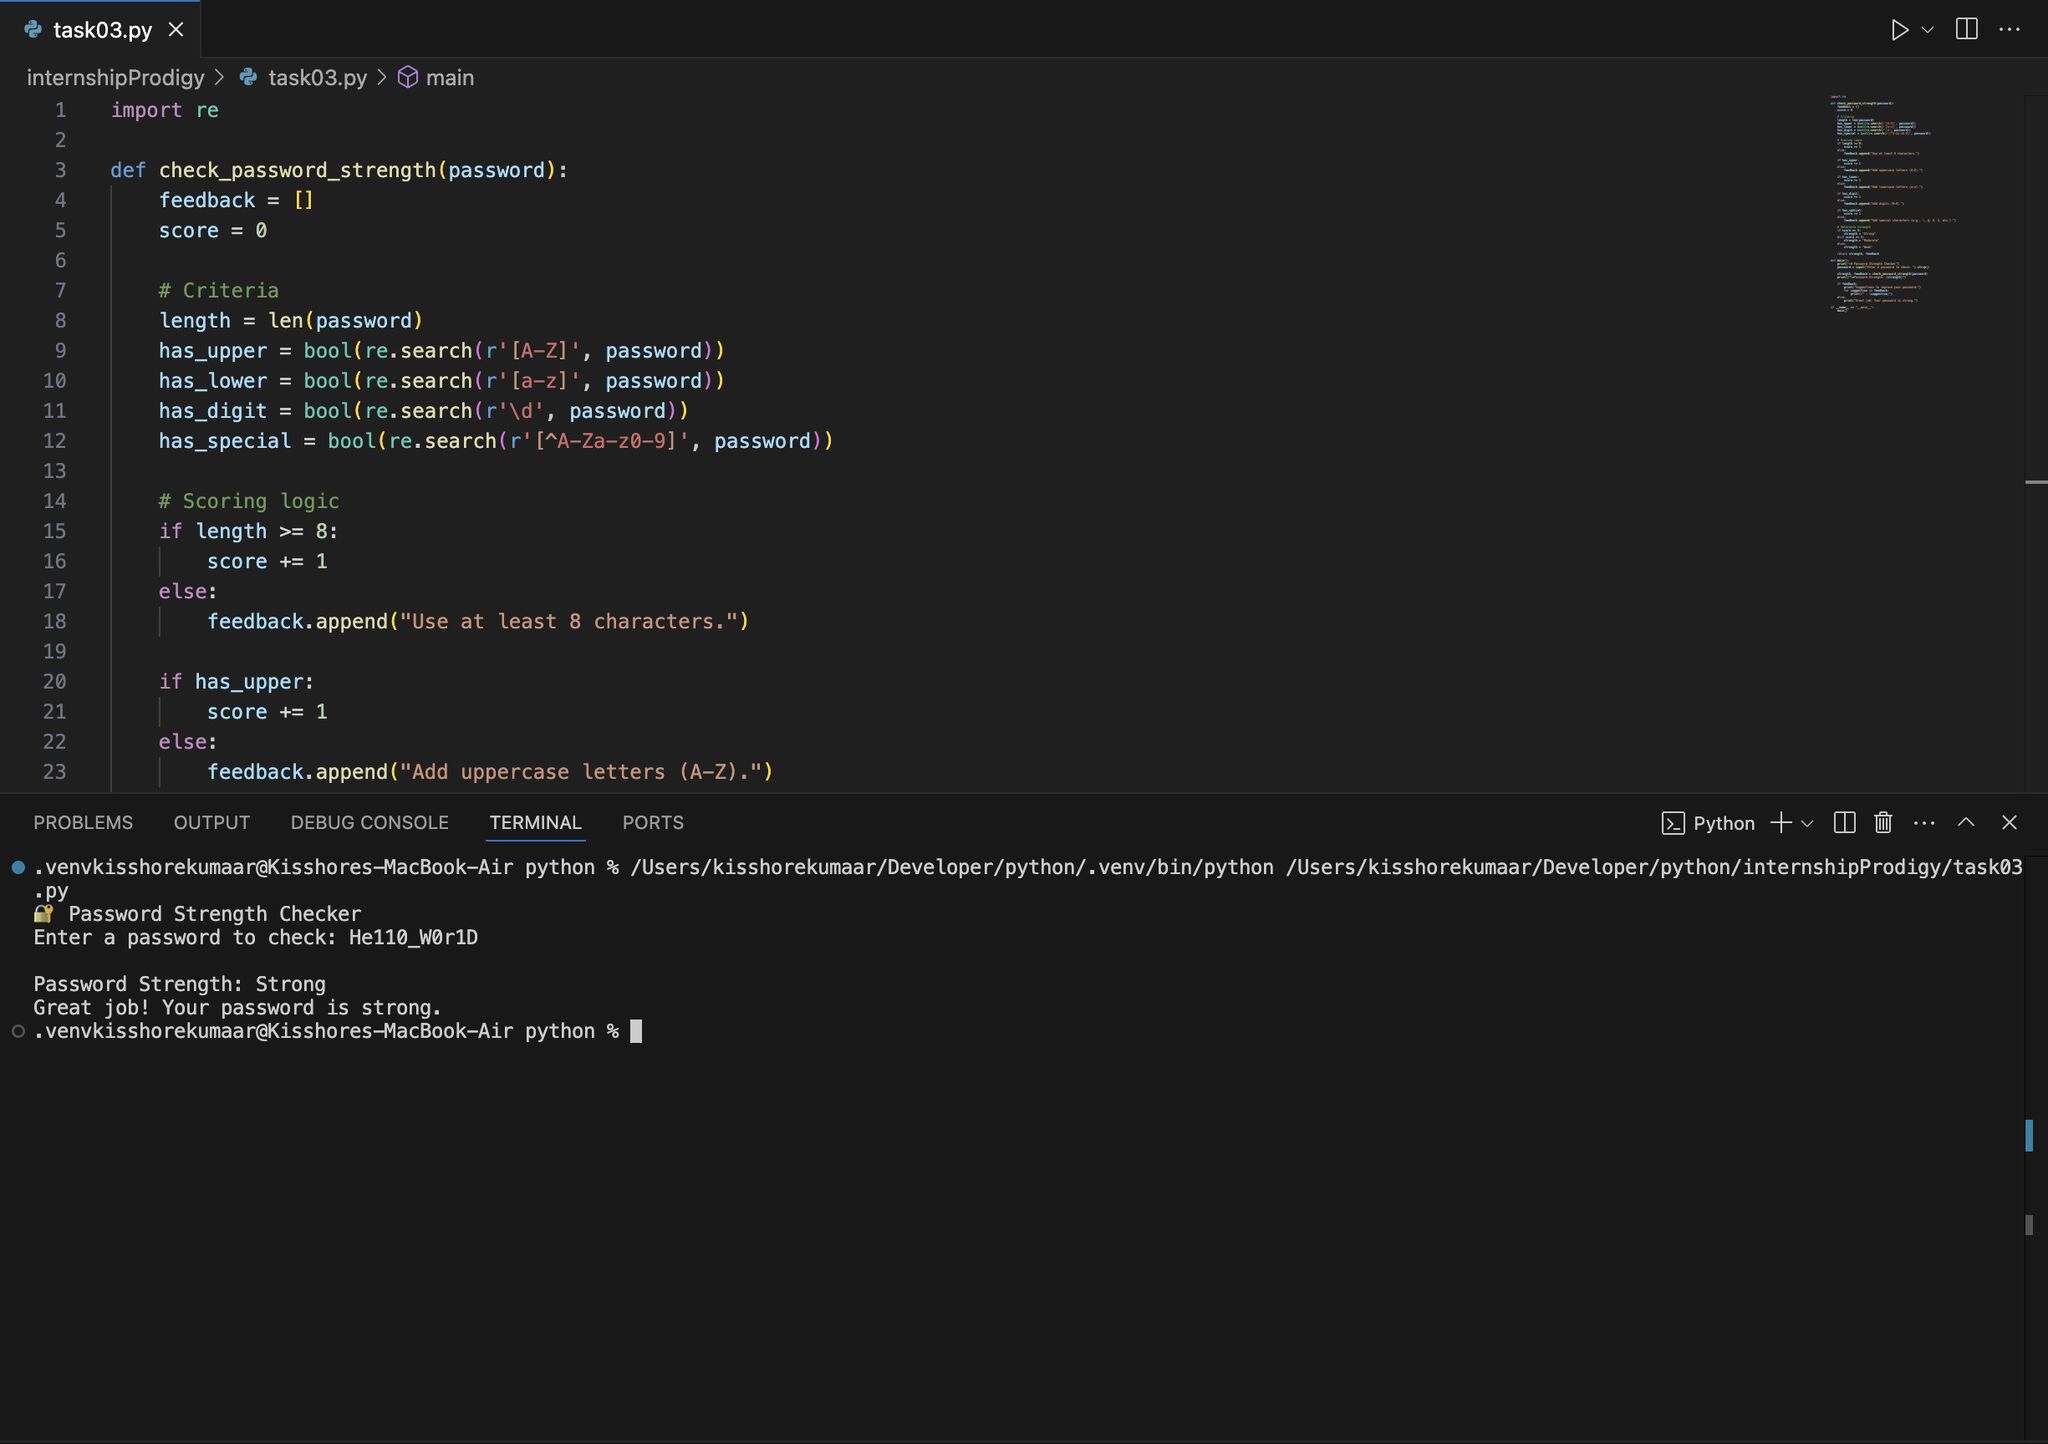 task03.py
internshipProdigy > task03.py > main
1 import re
2
3 def check_password_strength(password):
4     feedback = []
5     score = 0
6
7     # Criteria
8     length = len(password)
9     has_upper = bool(re.search(r'[A-Z]', password))
10     has_lower = bool(re.search(r'[a-z]', password))
11     has_digit = bool(re.search(r'\d', password))
12     has_special = bool(re.search(r'[^A-Za-z0-9]', password))
13
14     # Scoring logic
15     if length >= 8:
16         score += 1
17     else:
18         feedback.append("Use at least 8 characters.")
19
20     if has_upper:
21         score += 1
22     else:
23         feedback.append("Add uppercase letters (A-Z).")
PROBLEMS OUTPUT DEBUG CONSOLE TERMINAL PORTS Python
.venvkisshorekumaar@Kisshores-MacBook-Air python % /Users/kisshorekumaar/Developer/python/.venv/bin/python /Users/kisshorekumaar/Developer/python/internshipProdigy/task03
.py
🔐 Password Strength Checker
Enter a password to check: He110_W0r1D

Password Strength: Strong
Great job! Your password is strong.
.venvkisshorekumaar@Kisshores-MacBook-Air python %